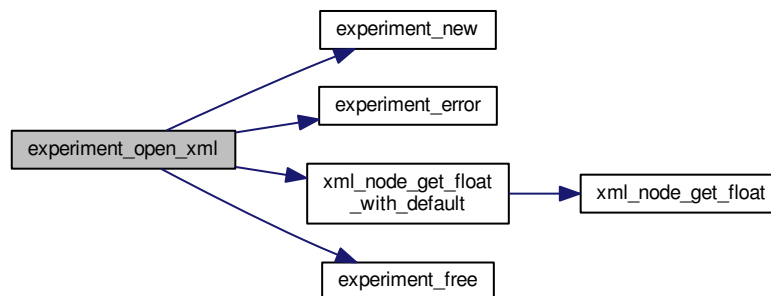 experiment_new
experiment_error
experiment_open_xml
xml_node_get_float
_with_default
xml_node_get_float
experiment_free